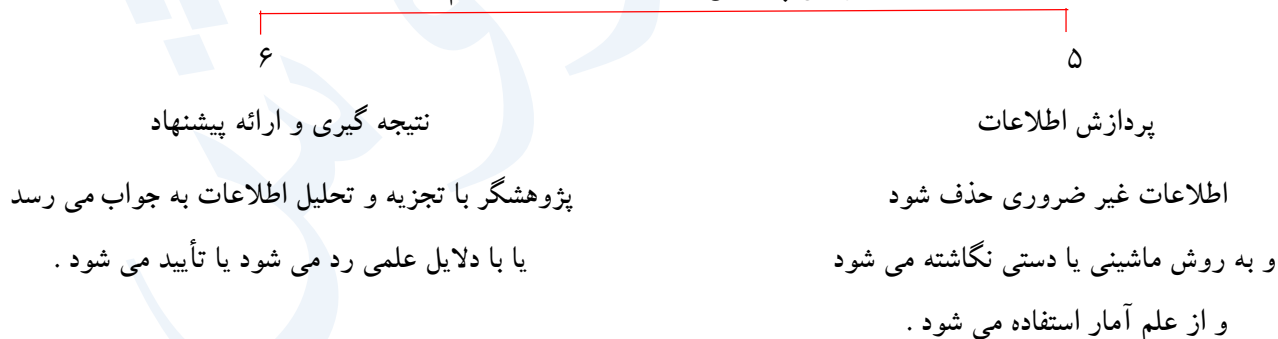 ۵
پردازش اطلاعات
اطلاعات غیر ضروری حذف شود
و به روش ماشینی یا دستی نگاشته می شود
و از علم آمار استفاده می شود .
۶
نتیجه گیری و ارائه پیشنهاد
پژوهشگر با تجزیه و تحلیل اطلاعات به جواب می رسد
یا با دلایل علمی رد می شود یا تأیید می شود .